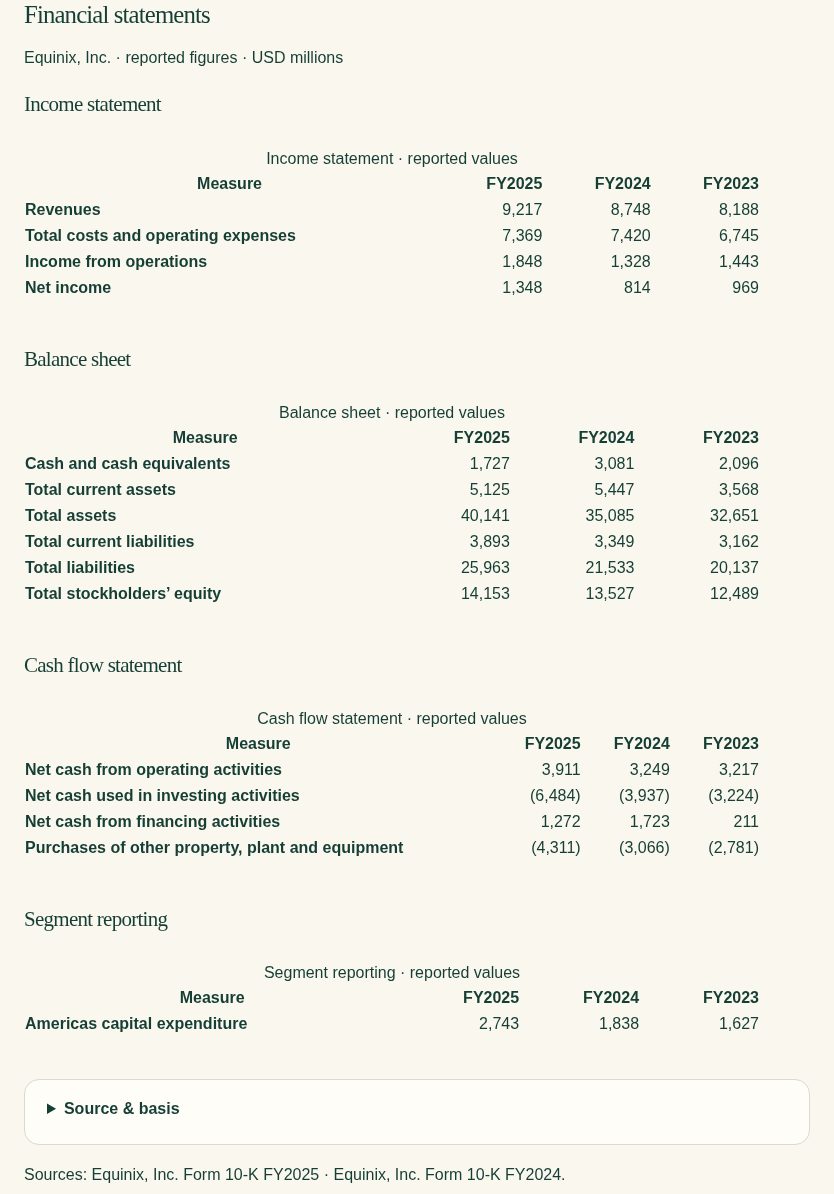 Financial statements
Equinix, Inc. · reported figures · USD millions
Income statement
Income statement · reported values
Measure FY2025 FY2024 FY2023
Revenues 9,217 8,748 8,188
Total costs and operating expenses 7,369 7,420 6,745
Income from operations 1,848 1,328 1,443
Net income 1,348 814 969
Balance sheet
Balance sheet · reported values
Measure FY2025 FY2024 FY2023
Cash and cash equivalents 1,727 3,081 2,096
Total current assets 5,125 5,447 3,568
Total assets 40,141 35,085 32,651
Total current liabilities 3,893 3,349 3,162
Total liabilities 25,963 21,533 20,137
Total stockholders’ equity 14,153 13,527 12,489
Cash flow statement
Cash flow statement · reported values
Measure FY2025 FY2024 FY2023
Net cash from operating activities 3,911 3,249 3,217
Net cash used in investing activities (6,484) (3,937) (3,224)
Net cash from financing activities 1,272 1,723 211
Purchases of other property, plant and equipment (4,311) (3,066) (2,781)
Segment reporting
Segment reporting · reported values
Measure FY2025 FY2024 FY2023
Americas capital expenditure 2,743 1,838 1,627
Source & basis
Sources: Equinix, Inc. Form 10-K FY2025 · Equinix, Inc. Form 10-K FY2024.